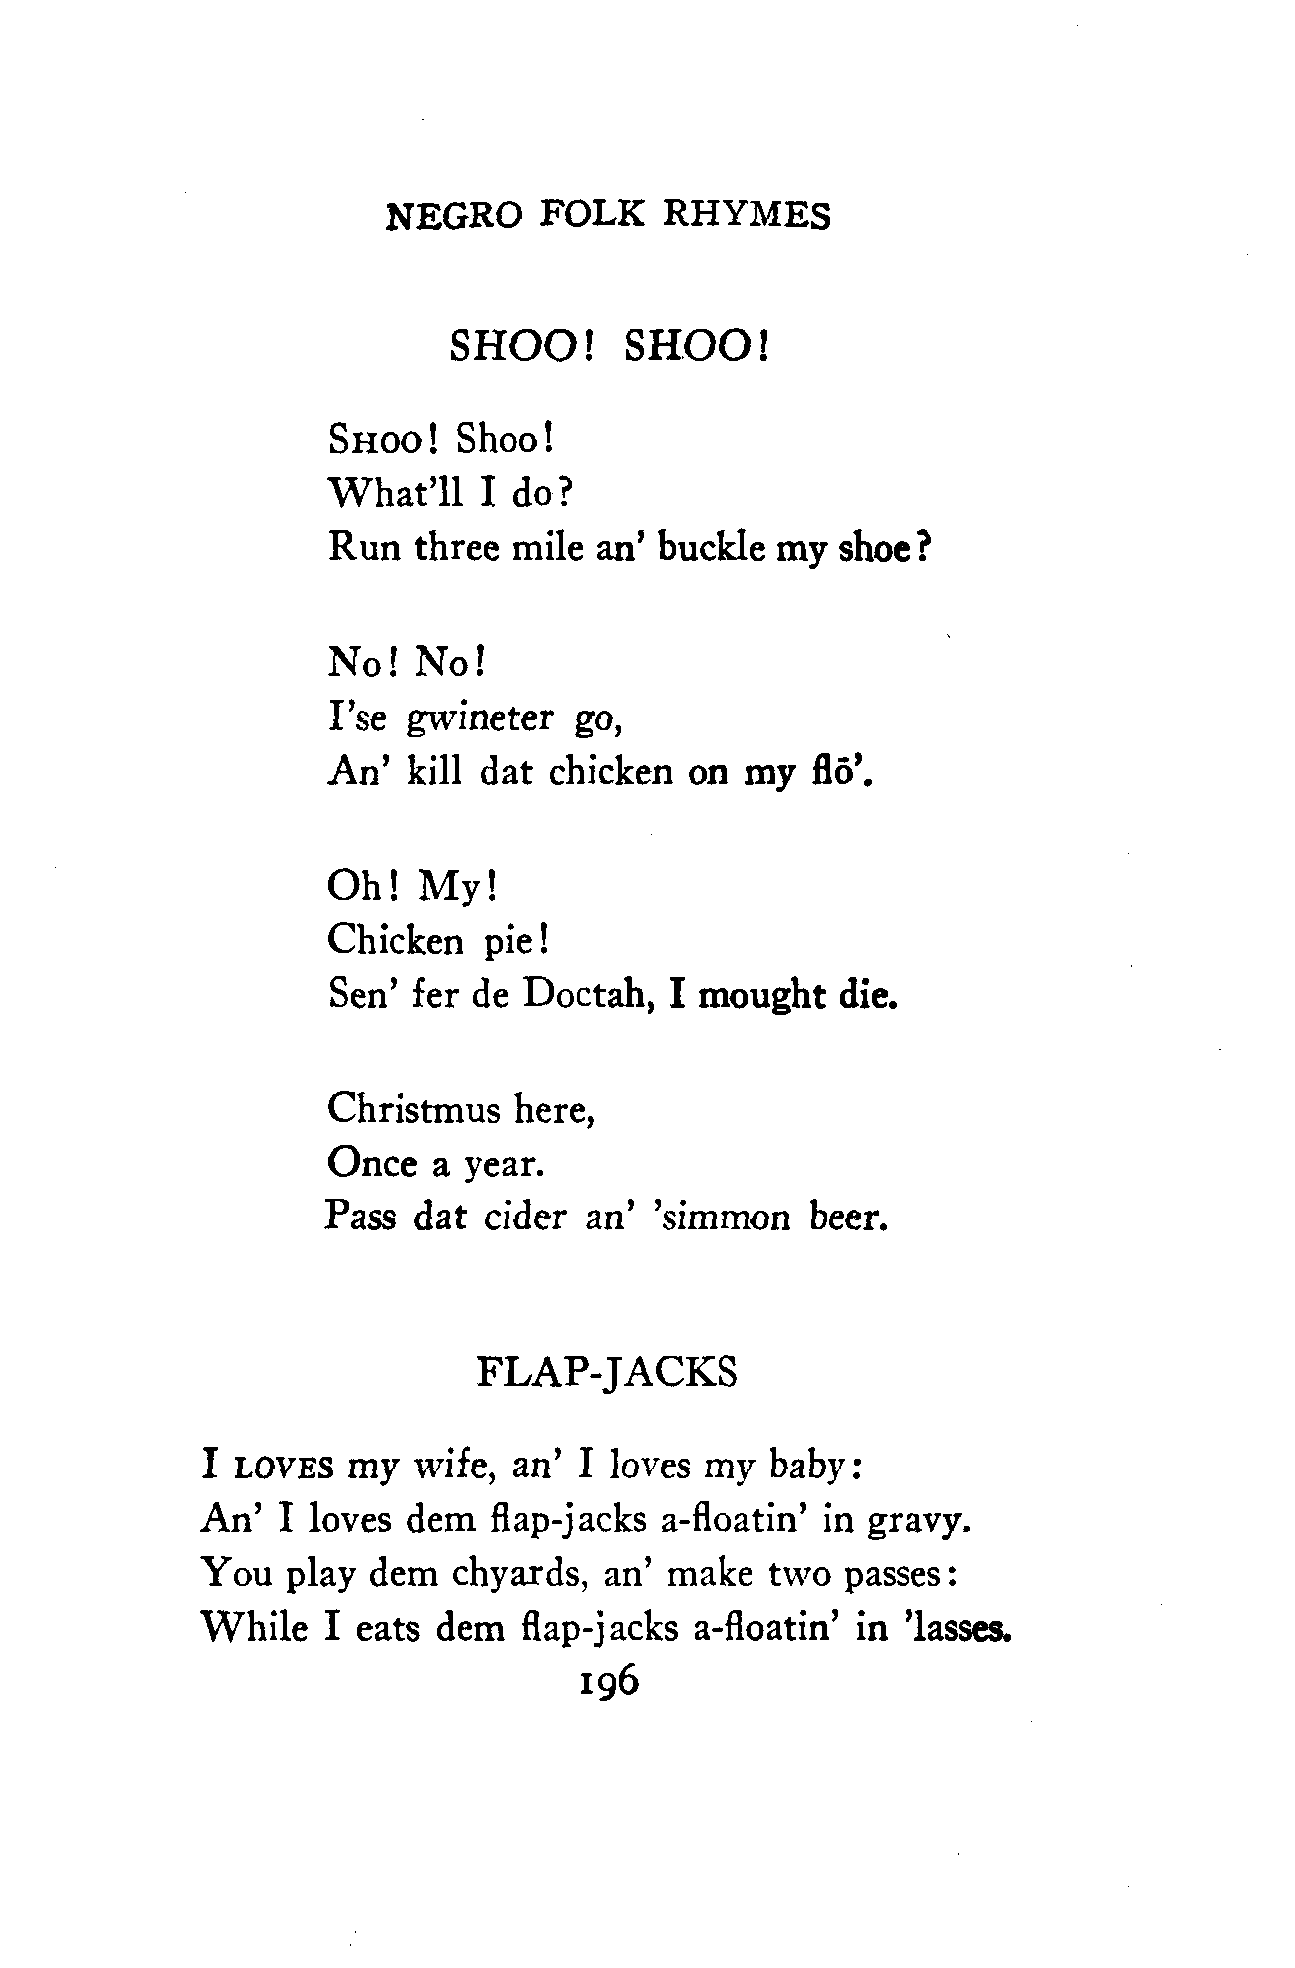 NEGRO FOLK RHYMES
SHOO! SHOO!
SHOO! Shoo!
What'll I do?
Run three mile an' buckle my shoe?
No! No!
I'se gwineter go,
An' kill dat chicken on my flō'.
Oh! My!
Chicken pie!
Sen' fer de Doctah, I mought die.
Christmus here,
Once a year.
Pass dat cider an' 'simmon beer.
FLAP-JACKS
I LOVES my wife, an' I loves my baby:
An' I loves dem flap-jacks a-floatin' in gravy.
You play dem chyards, an' make two passes:
While I eats dem flap-jacks a-floatin' in 'lasses.
196